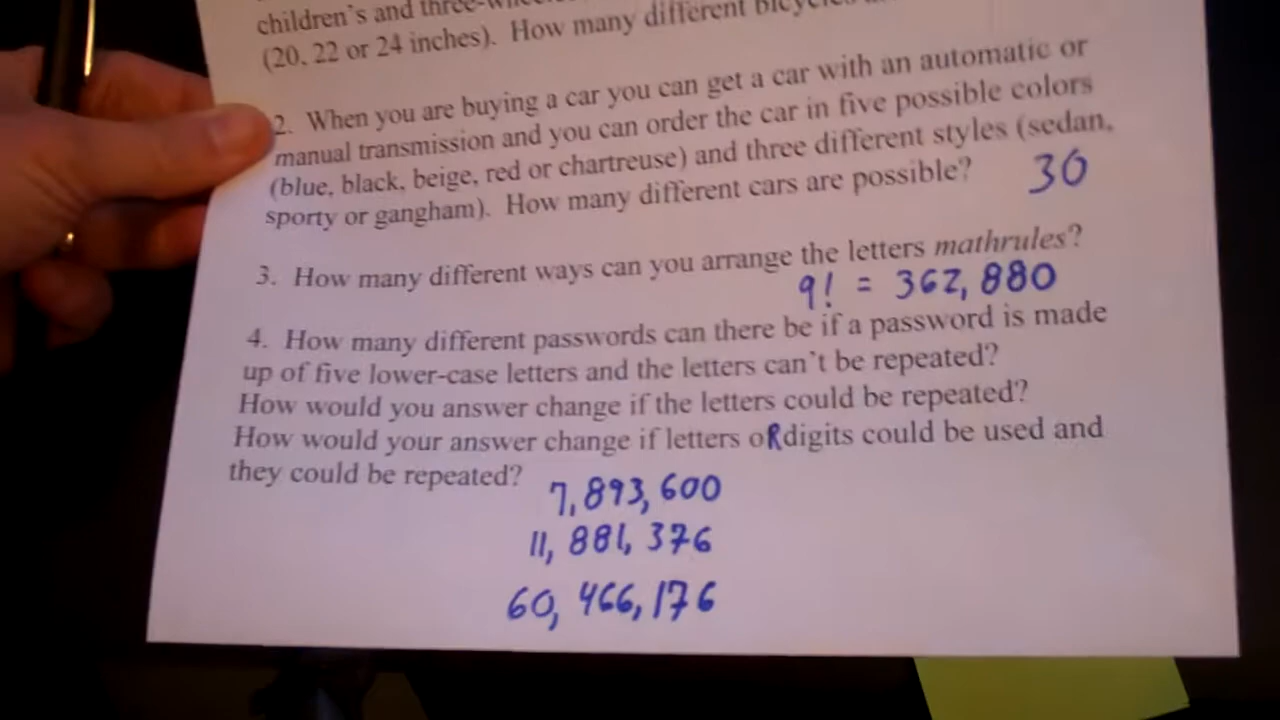 children's and three-
(20, 22 or 24 inches). How many different bicycles
2. When you are buying a car you can get a car with an automatic or
manual transmission and you can order the car in five possible colors
(blue, black, beige, red or chartreuse) and three different styles (sedan,
sporty or gangham). How many different cars are possible? 30
3. How many different ways can you arrange the letters mathrules?
9! = 362,880
4. How many different passwords can there be if a password is made
up of five lower-case letters and the letters can't be repeated?
How would you answer change if the letters could be repeated?
How would your answer change if letters oR digits could be used and
they could be repeated?
7,893,600
11,881,376
60,466,176